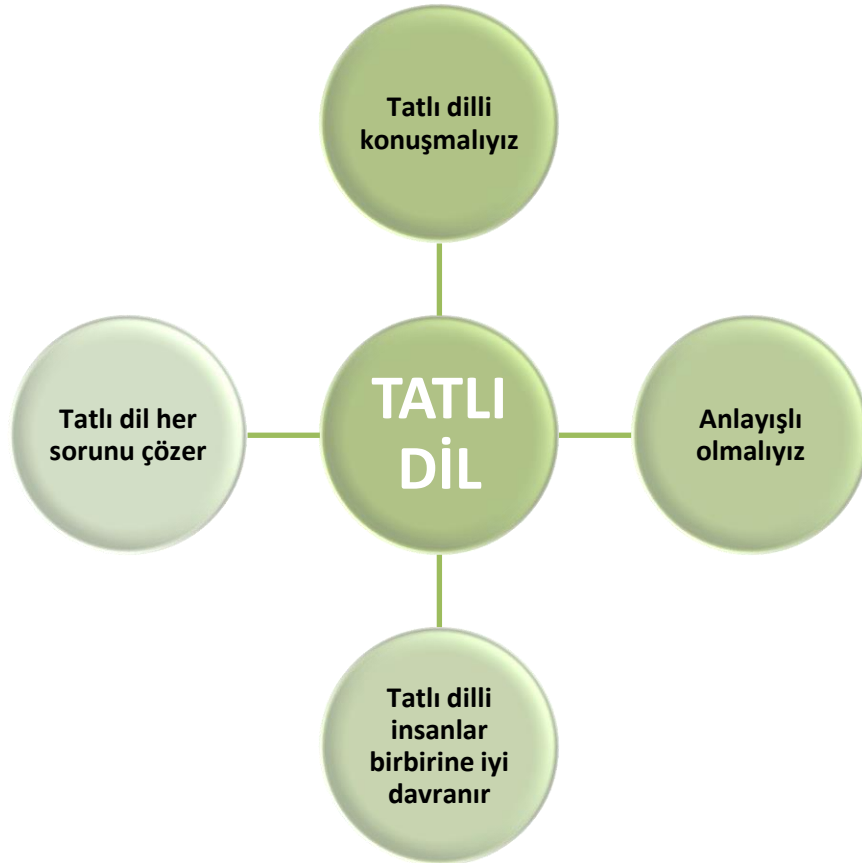 Tatlı dilli
konuşmalıyız
Tatlı dil her
sorunu çözer
TATLI
DİL
Anlayışlı
olmalıyız
Tatlı dilli
insanlar
birbirine iyi
davranır